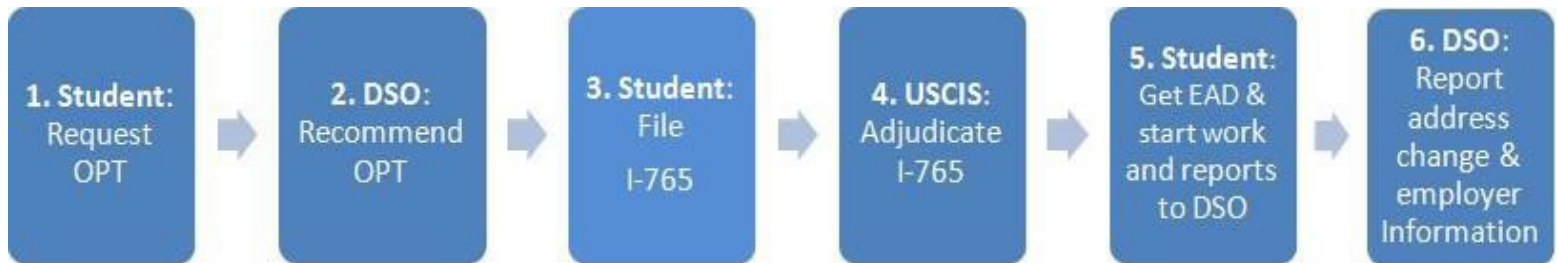 1. Student:
Request
OPT
2. DSO:
Recommend
OPT
3. Student:
File
I-765
4. USCIS:
Adjudicate
I-765
5. Student:
Get EAD &
start work
and reports
to DSO
6. DSO:
Report
address
change &
employer
Information